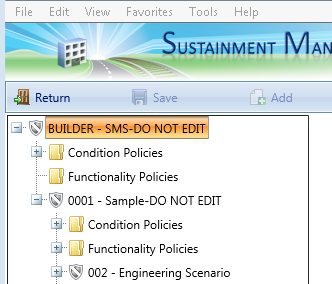 File Edit View Favorites Tools Help
SUSTAINMENT MAN
Return Save Add
BUILDER - SMS-DO NOT EDIT
Condition Policies
Functionality Policies
0001 - Sample-DO NOT EDIT
Condition Policies
Functionality Policies
002 - Engineering Scenario